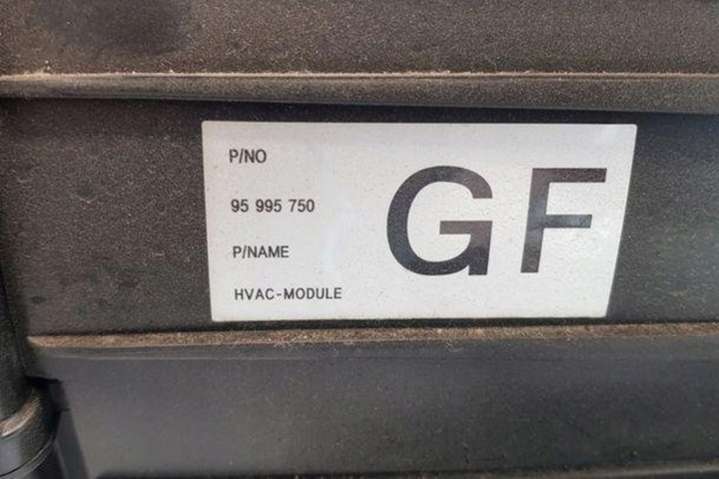 P/NO
95 995 750
P/NAME
HVAC-MODULE
GF